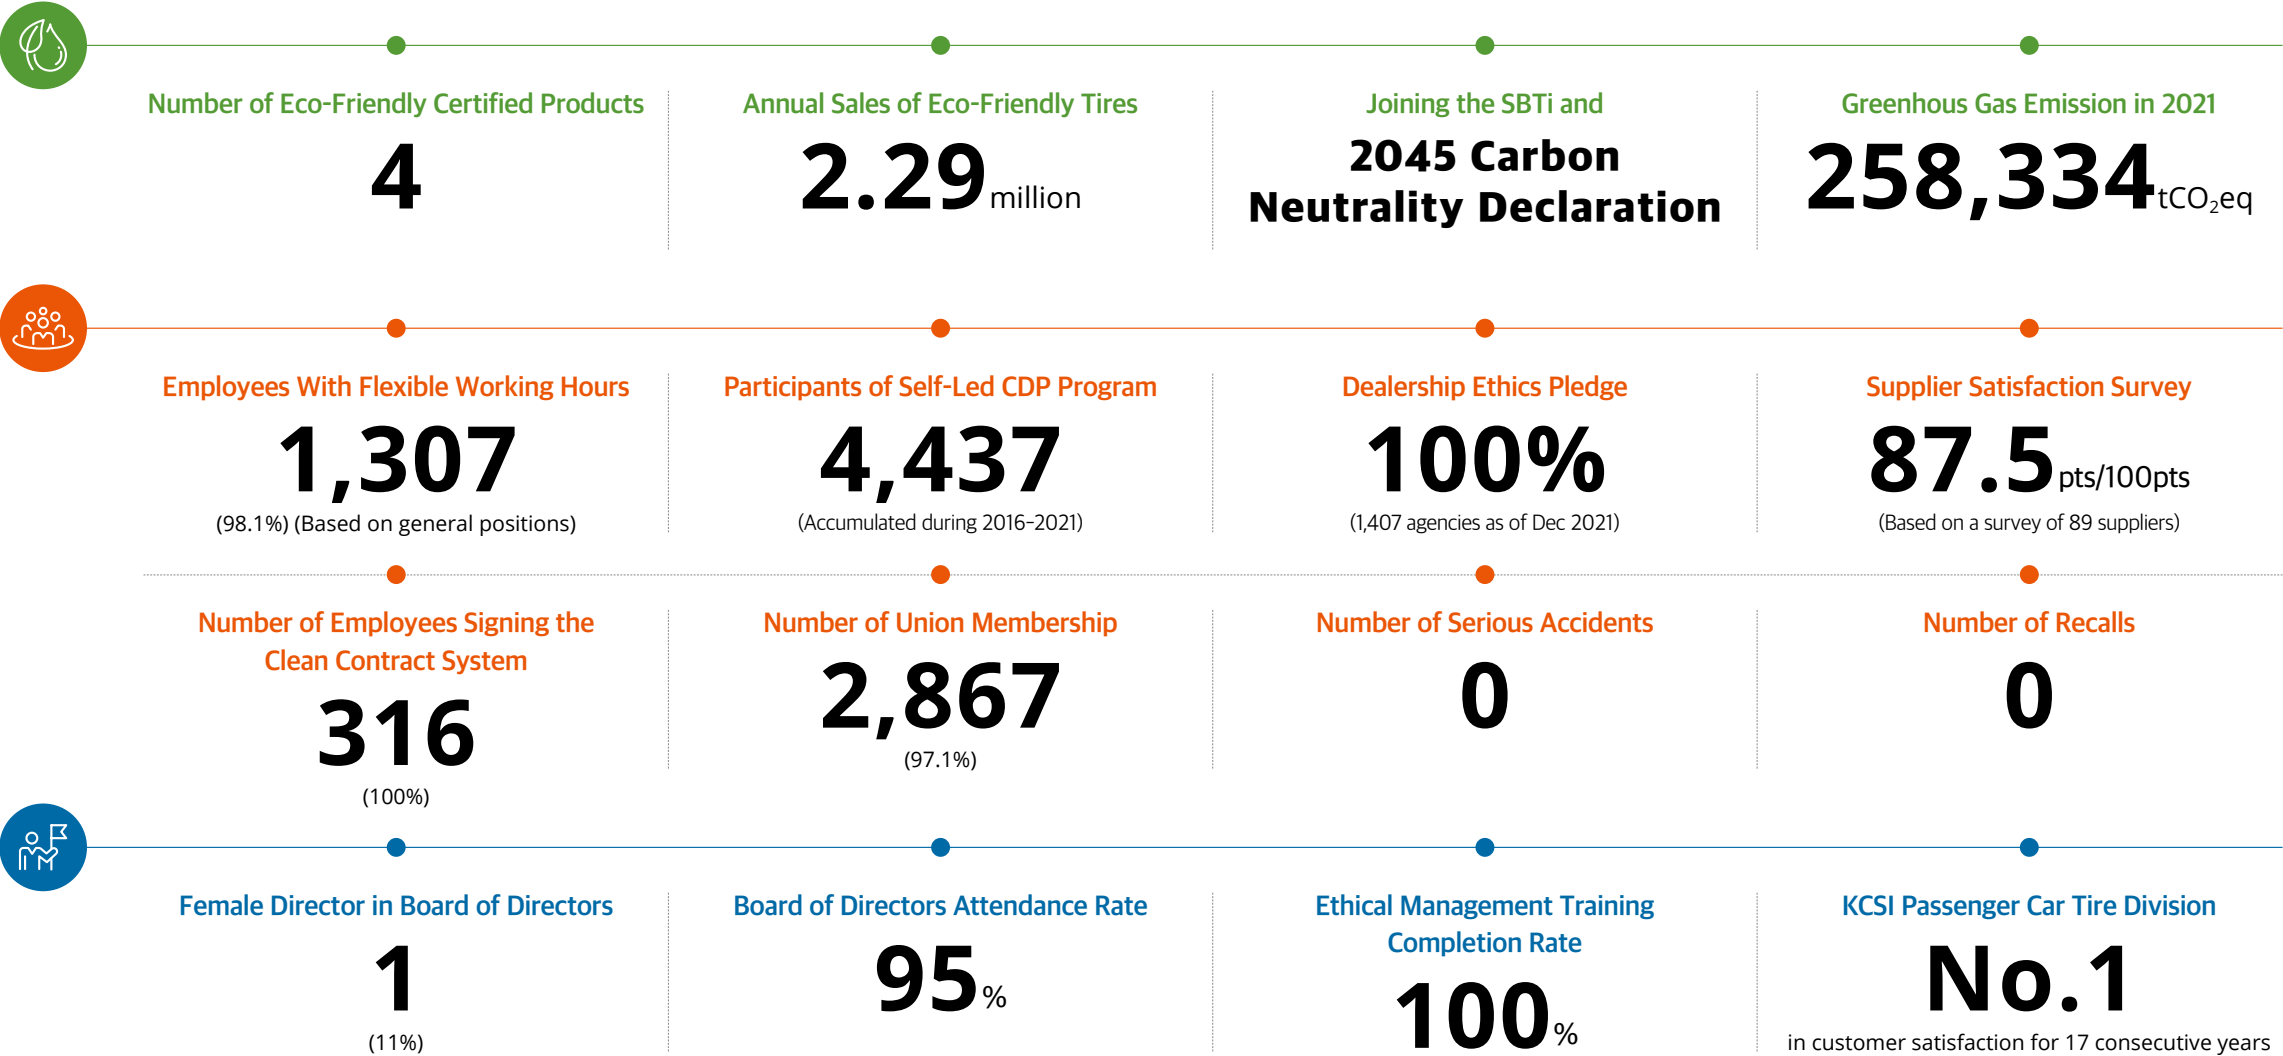 Number of Eco-Friendly Certified Products
4
Annual Sales of Eco-Friendly Tires
2.29 million
Joining the SBTi and
2045 Carbon
Neutrality Declaration
Greenhous Gas Emission in 2021
258,334 tCO₂eq
Employees With Flexible Working Hours
1,307
(98.1%) (Based on general positions)
Participants of Self-Led CDP Program
4,437
(Accumulated during 2016–2021)
Dealership Ethics Pledge
100%
(1,407 agencies as of Dec 2021)
Supplier Satisfaction Survey
87.5 pts/100pts
(Based on a survey of 89 suppliers)
Number of Employees Signing the
Clean Contract System
316
(100%)
Number of Union Membership
2,867
(97.1%)
Number of Serious Accidents
0
Number of Recalls
0
Female Director in Board of Directors
1
(11%)
Board of Directors Attendance Rate
95 %
Ethical Management Training
Completion Rate
100 %
KCSI Passenger Car Tire Division
No.1
in customer satisfaction for 17 consecutive years